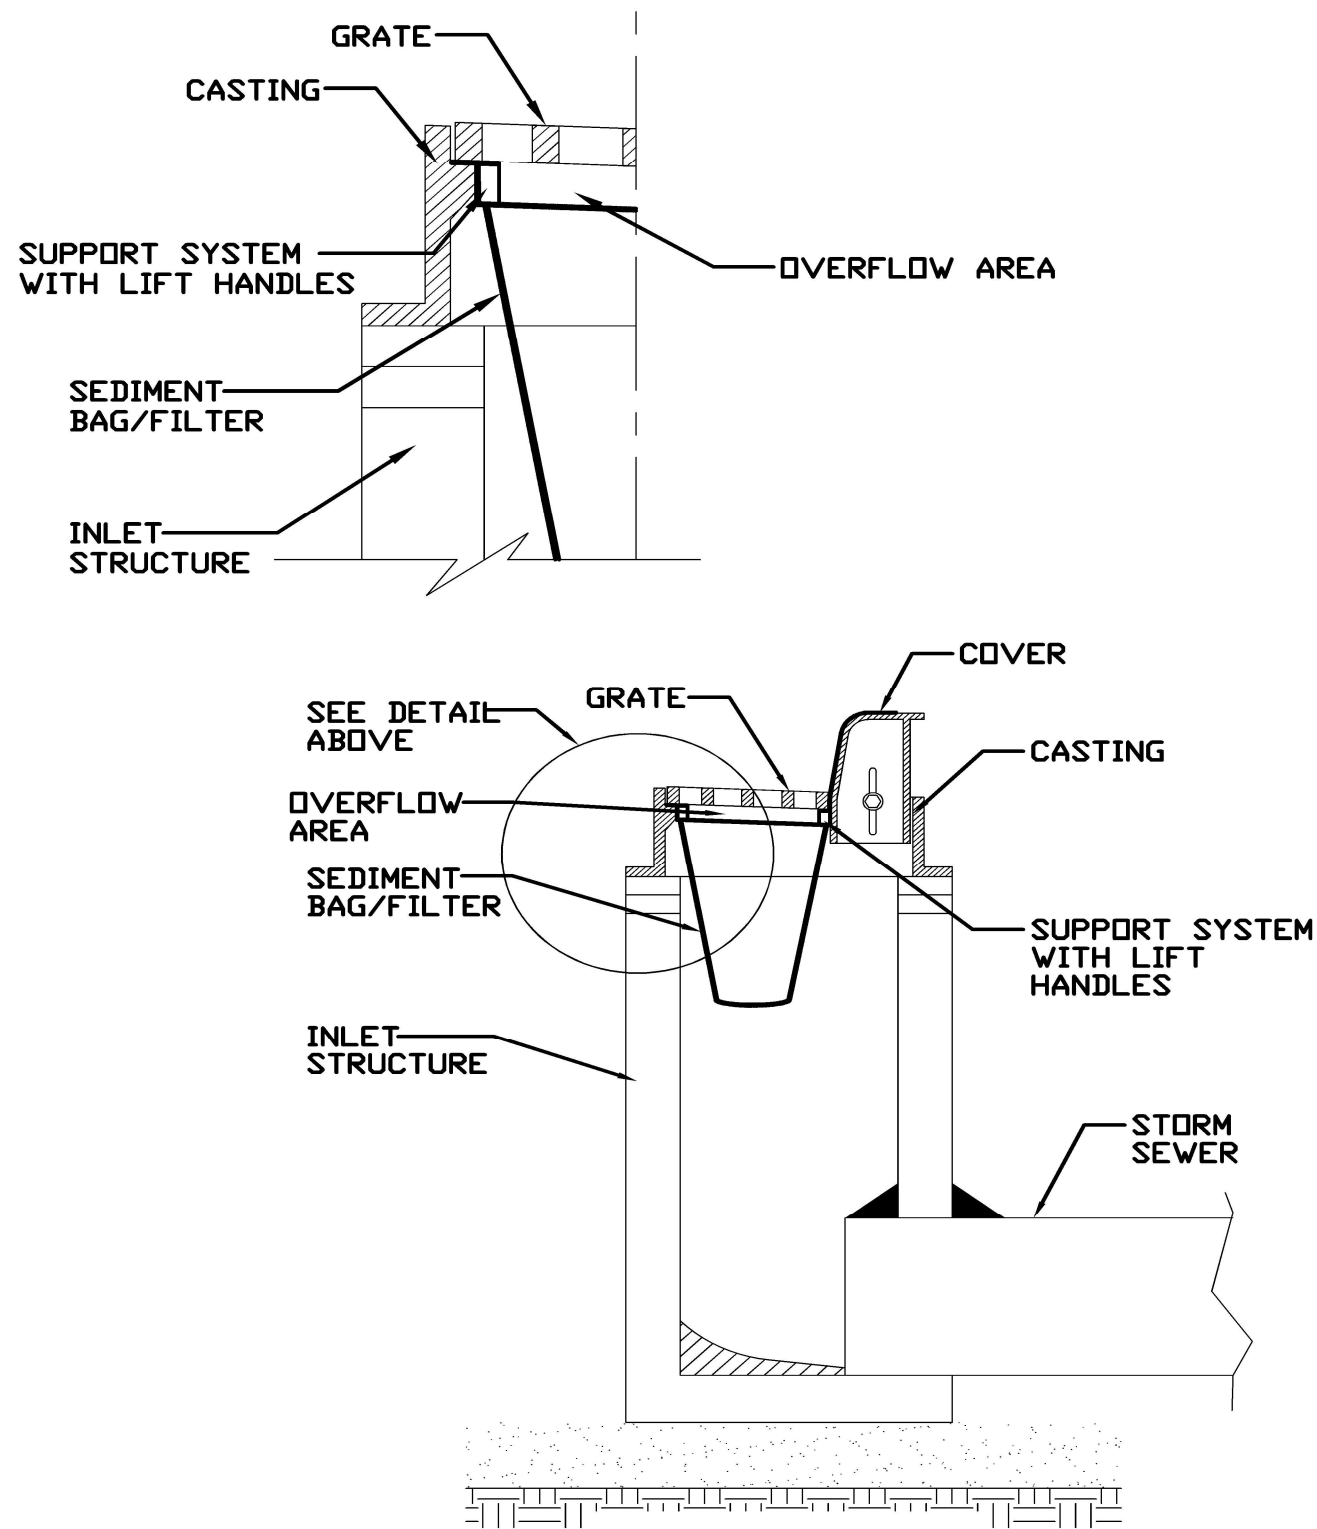 GRATE
CASTING
SUPPORT SYSTEM
WITH LIFT HANDLES
OVERFLOW AREA
SEDIMENT
BAG/FILTER
INLET
STRUCTURE
COVER
GRATE
SEE DETAIL
ABOVE
CASTING
OVERFLOW
AREA
SEDIMENT
BAG/FILTER
SUPPORT SYSTEM
WITH LIFT
HANDLES
INLET
STRUCTURE
STORM
SEWER